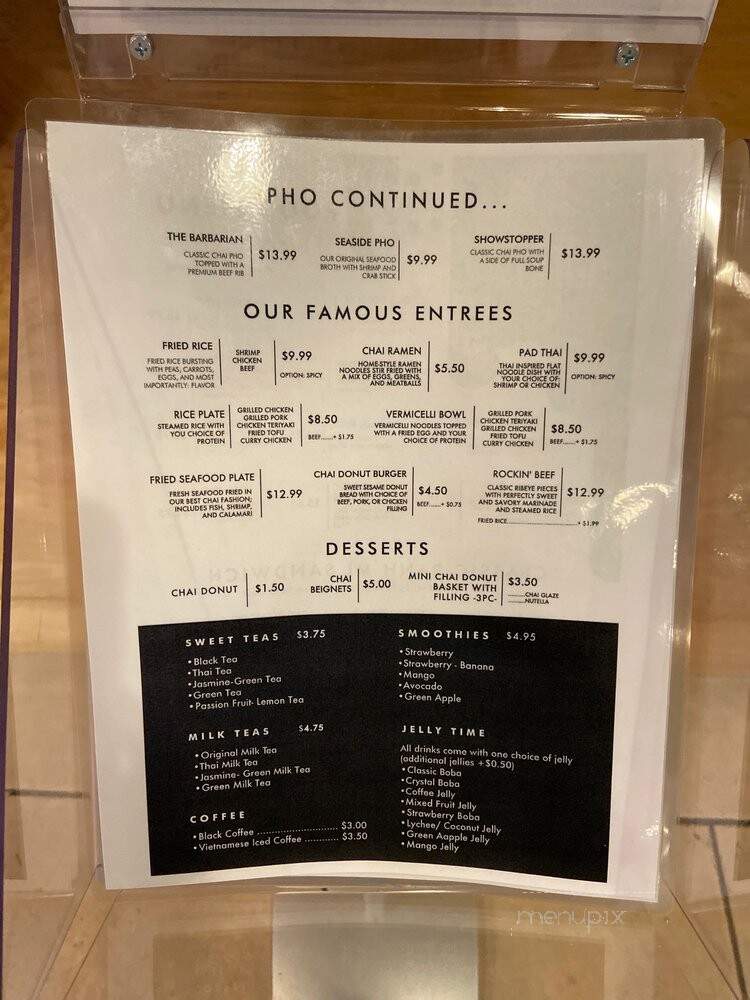 PHO CONTINUED...
THE BARBARIAN
CLASSIC CHAI PHO
TOPPED WITH A
PREMIUM BEEF RIB
$13.99
SEASIDE PHO
OUR ORIGINAL SEAFOOD
BROTH WITH SHRIMP AND
CRAB STICK
$9.99
SHOWSTOPPER
CLASSIC CHAI PHO WITH
A SIDE OF FULL SOUP
BONE
$13.99
OUR FAMOUS ENTREES
FRIED RICE
FRIED RICE BURSTING
WITH PEAS, CARROTS,
EGGS, AND MOST
IMPORTANTLY: FLAVOR
SHRIMP
CHICKEN
BEEF
$9.99
OPTION: SPICY
CHAI RAMEN
HOME-STYLE RAMEN
NOODLES STIR FRIED WITH
A MIX OF EGGS, GREENS,
AND MEATBALLS
$5.50
PAD THAI
THAI INSPIRED FLAT
NOODLE DISH WITH
YOUR CHOICE OF:
SHRIMP OR CHICKEN
$9.99
OPTION: SPICY
RICE PLATE
STEAMED RICE WITH
YOU CHOICE OF
PROTEIN
GRILLED CHICKEN
GRILLED PORK
CHICKEN TERIYAKI
FRIED TOFU
CURRY CHICKEN
$8.50
BEEF.......+ $1.75
VERMICELLI BOWL
VERMICELLI NOODLES TOPPED
WITH A FRIED EGG AND YOUR
CHOICE OF PROTEIN
GRILLED PORK
CHICKEN TERIYAKI
GRILLED CHICKEN
FRIED TOFU
CURRY CHICKEN
$8.50
BEEF.......+ $1.75
FRIED SEAFOOD PLATE
FRESH SEAFOOD FRIED IN
OUR BEST CHAI FASHION;
INCLUDES FISH, SHRIMP,
AND CALAMARI
$12.99
CHAI DONUT BURGER
SWEET SESAME DONUT
BREAD WITH CHOICE OF
BEEF, PORK, OR CHICKEN
FILLING
$4.50
BEEF.......+ $0.75
ROCKIN' BEEF
CLASSIC RIBEYE PIECES
WITH PERFECTLY SWEET
AND SAVORY MARINADE
AND STEAMED RICE
$12.99
FRIED RICE..............................+ $1.99
DESSERTS
CHAI DONUT
$1.50
CHAI
BEIGNETS
$5.00
MINI CHAI DONUT
BASKET WITH
FILLING -3PC-
$3.50
........CHAI GLAZE
........NUTELLA
SWEET TEAS $3.75
• Black Tea
• Thai Tea
• Jasmine-Green Tea
• Green Tea
• Passion Fruit- Lemon Tea
MILK TEAS $4.75
• Original Milk Tea
• Thai Milk Tea
• Jasmine- Green Milk Tea
• Green Milk Tea
COFFEE
• Black Coffee ............................ $3.00
• Vietnamese Iced Coffee ............ $3.50
SMOOTHIES $4.95
• Strawberry
• Strawberry - Banana
• Mango
• Avocado
• Green Apple
JELLY TIME
All drinks come with one choice of jelly
(additional jellies +$0.50)
• Classic Boba
• Crystal Boba
• Coffee Jelly
• Mixed Fruit Jelly
• Strawberry Boba
• Lychee/ Coconut Jelly
• Green Aapple Jelly
• Mango Jelly
menupix